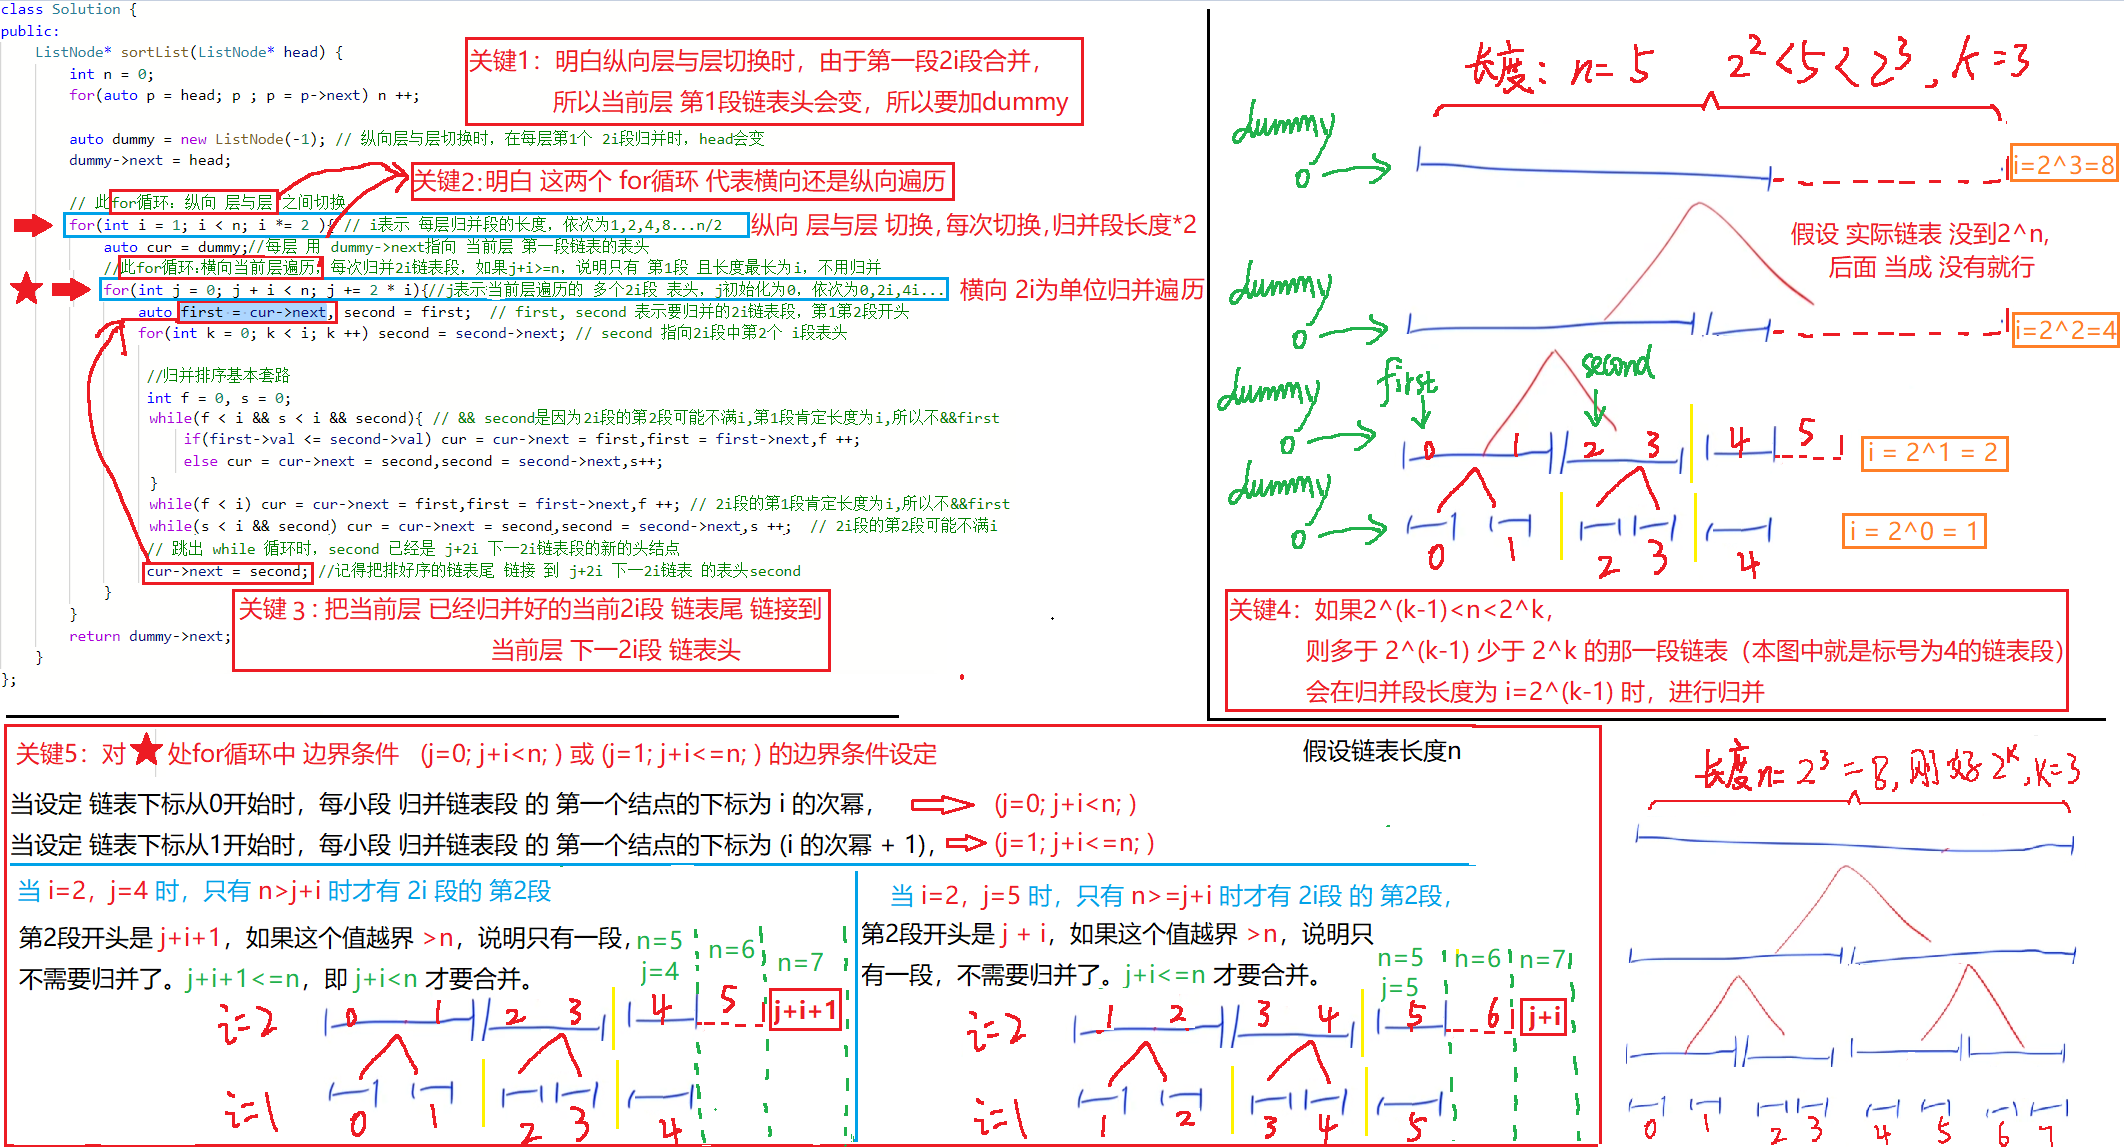 class Solution {
public:
ListNode* sortList(ListNode* head) {
int n = 0;
for(auto p = head; p ; p = p->next) n ++;
auto dummy = new ListNode(-1); // 纵向层与层切换时，在每层第1个 2i段归并时，head会变
dummy->next = head;
// 此for循环：纵向 层与层 之间切换
for(int i = 1; i < n; i *= 2 ){ // i表示 每层归并段的长度，依次为1,2,4,8...n/2
auto cur = dummy;//每层 用 dummy->next指向 当前层 第一段链表的表头
//此for循环:横向当前层遍历，每次归并2i链表段，如果j+i>=n，说明只有 第1段 且长度最长为i，不用归并
for(int j = 0; j + i < n; j += 2 * i){//j表示当前层遍历的 多个2i段 表头，j初始化为0，依次为0,2i,4i...
auto first = cur->next, second = first; // first, second 表示要归并的2i链表段，第1第2段开头
for(int k = 0; k < i; k ++) second = second->next; // second 指向2i段中第2个 i段表头
//归并排序基本套路
int f = 0, s = 0;
while(f < i && s < i && second){ // && second是因为2i段的第2段可能不满i,第1段肯定长度为i,所以不&&first
if(first->val <= second->val) cur = cur->next = first,first = first->next,f ++;
else cur = cur->next = second,second = second->next,s++;
}
while(f < i) cur = cur->next = first,first = first->next,f ++; // 2i段的第1段肯定长度为i,所以不&&first
while(s < i && second) cur = cur->next = second,second = second->next,s ++; // 2i段的第2段可能不满i
// 跳出 while 循环时，second 已经是 j+2i 下一2i链表段的新的头结点
cur->next = second; //记得把排好序的链表尾 链接 到 j+2i 下一2i链表 的表头second
}
}
return dummy->next;
}
};
关键1：明白纵向层与层切换时，由于第一段2i段合并，
所以当前层 第1段链表头会变，所以要加dummy
关键2:明白 这两个 for循环 代表横向还是纵向遍历
纵向 层与层 切换,每次切换,归并段长度*2
横向 2i为单位归并遍历
关键 3：把当前层 已经归并好的当前2i段 链表尾 链接到
当前层 下一2i段 链表头
长度：n=5 2^2<5<2^3,k=3
dummy
0
i=2^3=8
假设 实际链表 没到2^n,
后面 当成 没有就行
dummy
0
i=2^2=4
dummy
0
first
second
0 1 2 3 4 5
i = 2^1 = 2
dummy
0
i = 2^0 = 1
0 1 2 3 4
关键4：如果2^(k-1)<n<2^k，
则多于 2^(k-1) 少于 2^k 的那一段链表（本图中就是标号为4的链表段）
会在归并段长度为 i=2^(k-1) 时，进行归并
关键5：对 ★ 处for循环中 边界条件 (j=0; j+i<n; ) 或 (j=1; j+i<=n; ) 的边界条件设定
假设链表长度n
当设定 链表下标从0开始时，每小段 归并链表段 的 第一个结点的下标为 i 的次幂， (j=0; j+i<n; )
当设定 链表下标从1开始时，每小段 归并链表段 的 第一个结点的下标为 (i 的次幂 + 1)， (j=1; j+i<=n; )
当 i=2，j=4 时，只有 n>j+i 时才有 2i 段的 第2段
第2段开头是 j+i+1，如果这个值越界 >n，说明只有一段，
不需要归并了。j+i+1<=n，即 j+i<n 才要合并。
n=5
j=4
n=6
n=7
i=2
0 1 2 3 4 5 j+i+1
i=1
0 1 2 3 4
当 i=2，j=5 时，只有 n>=j+i 时才有 2i段 的 第2段，
第2段开头是 j + i，如果这个值越界 >n，说明只
有一段，不需要归并了。j+i<=n 才要合并。
n=5
j=5
n=6
n=7
i=2
1 2 3 4 5 6 j+i
i=1
1 2 3 4 5
长度n=2^3=8,刚好2^k,k=3
0 1 2 3 4 5 6 7